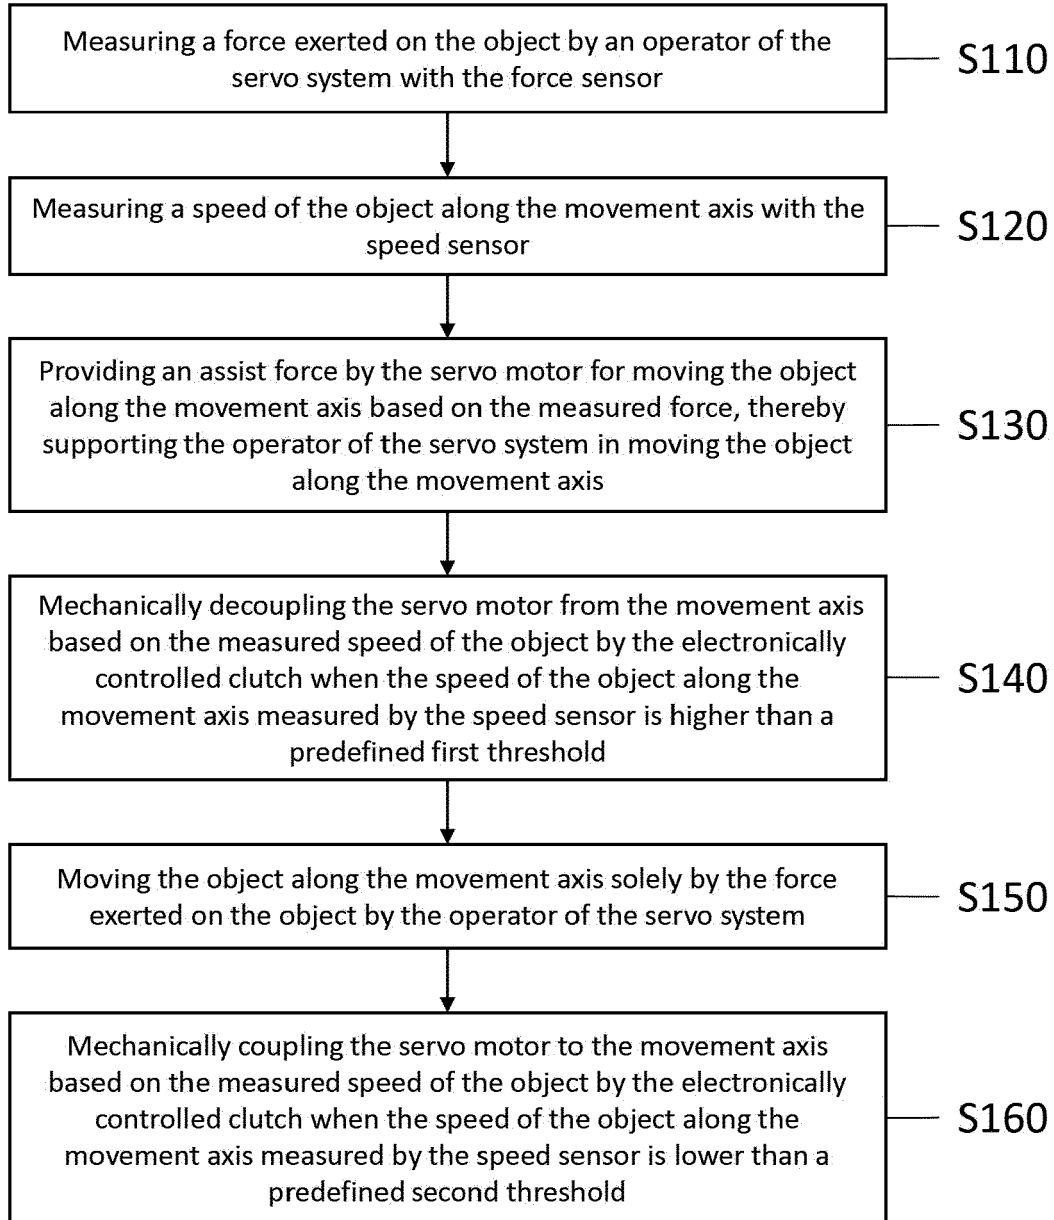 Measuring a force exerted on the object by an operator of the
servo system with the force sensor
S110
Measuring a speed of the object along the movement axis with the
speed sensor
S120
Providing an assist force by the servo motor for moving the object
along the movement axis based on the measured force, thereby
supporting the operator of the servo system in moving the object
along the movement axis
S130
Mechanically decoupling the servo motor from the movement axis
based on the measured speed of the object by the electronically
controlled clutch when the speed of the object along the
movement axis measured by the speed sensor is higher than a
predefined first threshold
S140
Moving the object along the movement axis solely by the force
exerted on the object by the operator of the servo system
S150
Mechanically coupling the servo motor to the movement axis
based on the measured speed of the object by the electronically
controlled clutch when the speed of the object along the
movement axis measured by the speed sensor is lower than a
predefined second threshold
S160